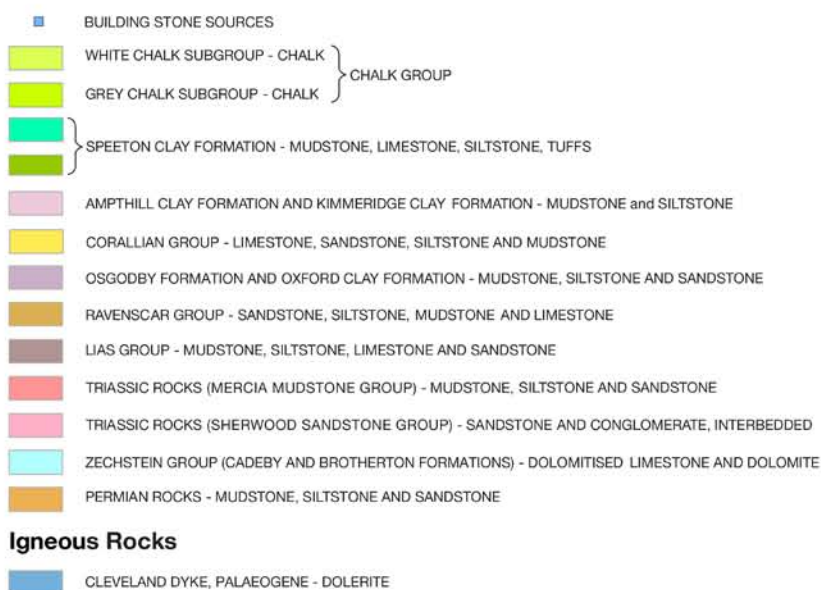 BUILDING STONE SOURCES
WHITE CHALK SUBGROUP - CHALK
CHALK GROUP
GREY CHALK SUBGROUP - CHALK
SPEETON CLAY FORMATION - MUDSTONE, LIMESTONE, SILTSTONE, TUFFS
AMPTHILL CLAY FORMATION AND KIMMERIDGE CLAY FORMATION - MUDSTONE and SILTSTONE
CORALLIAN GROUP - LIMESTONE, SANDSTONE, SILTSTONE AND MUDSTONE
OSGODBY FORMATION AND OXFORD CLAY FORMATION - MUDSTONE, SILTSTONE AND SANDSTONE
RAVENSCAR GROUP - SANDSTONE, SILTSTONE, MUDSTONE AND LIMESTONE
LIAS GROUP - MUDSTONE, SILTSTONE, LIMESTONE AND SANDSTONE
TRIASSIC ROCKS (MERCIA MUDSTONE GROUP) - MUDSTONE, SILTSTONE AND SANDSTONE
TRIASSIC ROCKS (SHERWOOD SANDSTONE GROUP) - SANDSTONE AND CONGLOMERATE, INTERBEDDED
ZECHSTEIN GROUP (CADEBY AND BROTHERTON FORMATIONS) - DOLOMITISED LIMESTONE AND DOLOMITE
PERMIAN ROCKS - MUDSTONE, SILTSTONE AND SANDSTONE
Igneous Rocks
CLEVELAND DYKE, PALAEOGENE - DOLERITE